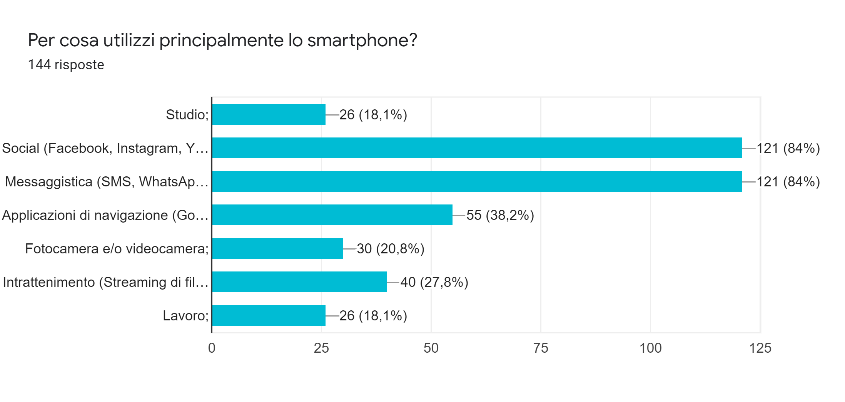 Per cosa utilizzi principalmente lo smartphone?
144 risposte
Studio; 26 (18,1%)
Social (Facebook, Instagram, Y… 121 (84%)
Messaggistica (SMS, WhatsAp… 121 (84%)
Applicazioni di navigazione (Go… 55 (38,2%)
Fotocamera e/o videocamera; 30 (20,8%)
Intrattenimento (Streaming di fil… 40 (27,8%)
Lavoro; 26 (18,1%)
0 25 50 75 100 125